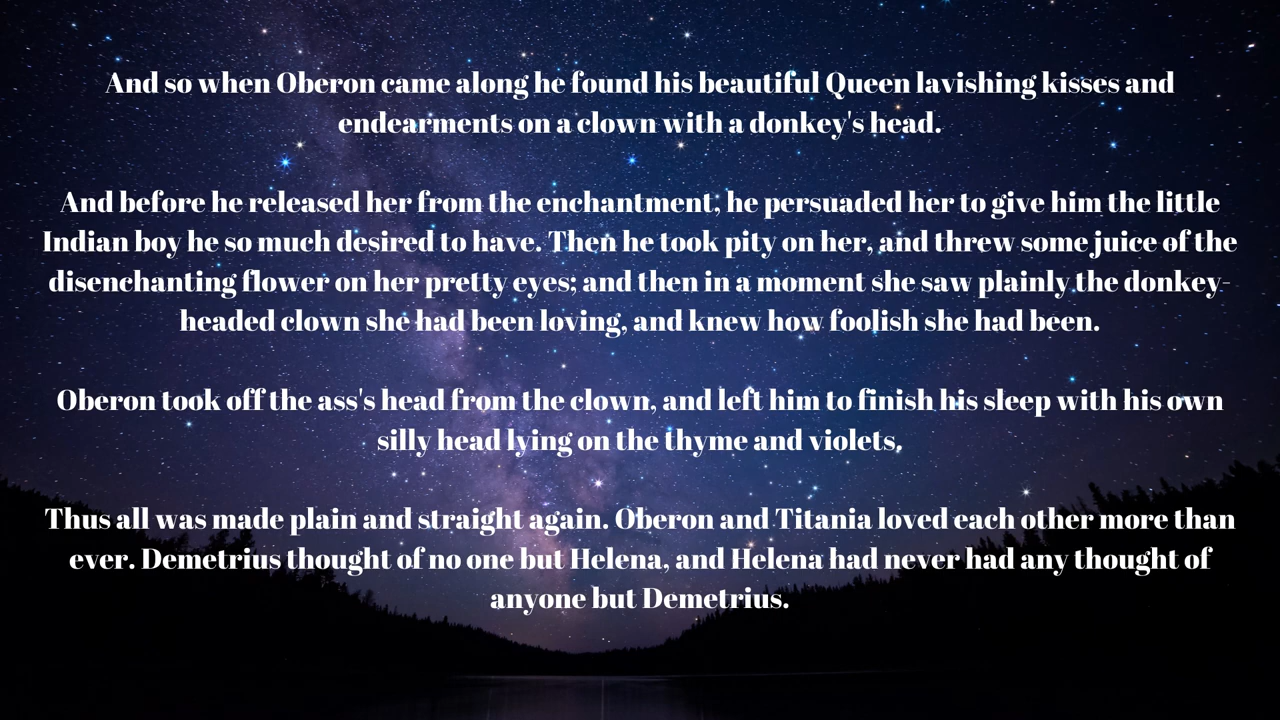 And so when Oberon came along he found his beautiful Queen lavishing kisses and
endearments on a clown with a donkey's head.
And before he released her from the enchantment, he persuaded her to give him the little
Indian boy he so much desired to have. Then he took pity on her, and threw some juice of the
disenchanting flower on her pretty eyes; and then in a moment she saw plainly the donkey-
headed clown she had been loving, and knew how foolish she had been.
Oberon took off the ass's head from the clown, and left him to finish his sleep with his own
silly head lying on the thyme and violets.
Thus all was made plain and straight again. Oberon and Titania loved each other more than
ever. Demetrius thought of no one but Helena, and Helena had never had any thought of
anyone but Demetrius.